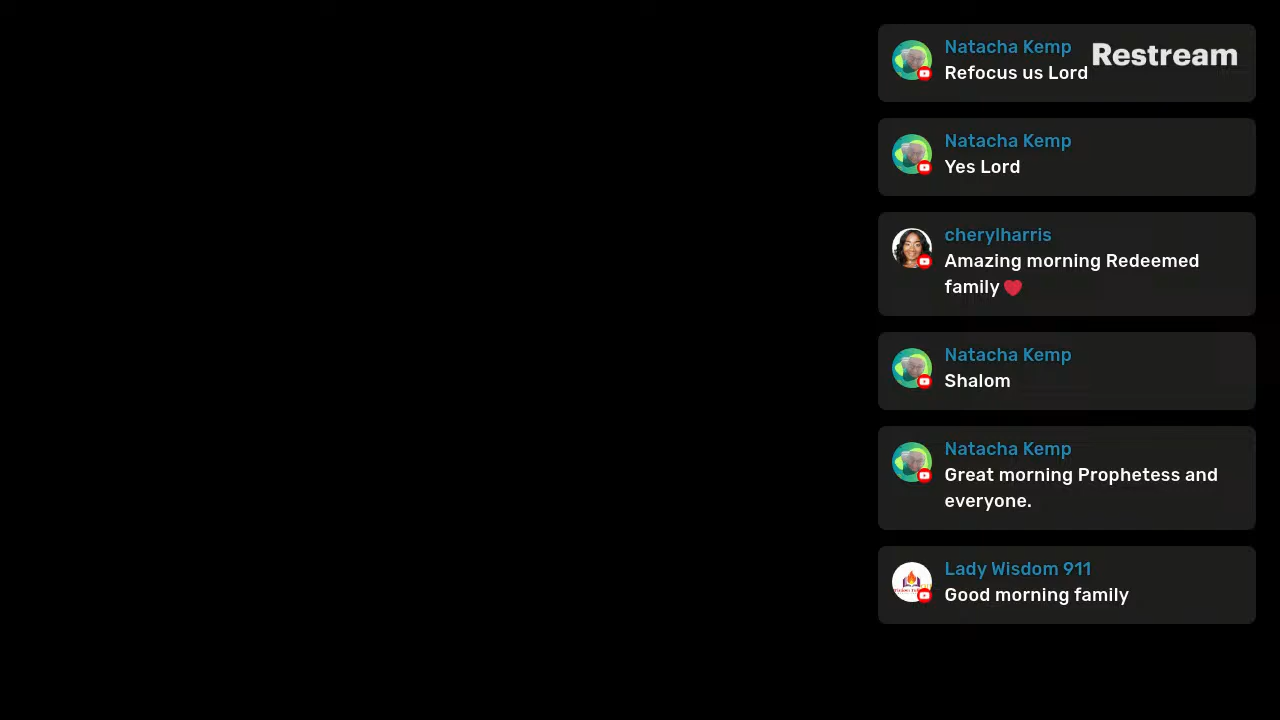 Natacha Kemp
Restream
Refocus us Lord
Natacha Kemp
Yes Lord
cherylharris
Amazing morning Redeemed
family ❤
Natacha Kemp
Shalom
Natacha Kemp
Great morning Prophetess and
everyone.
Lady Wisdom 911
Good morning family